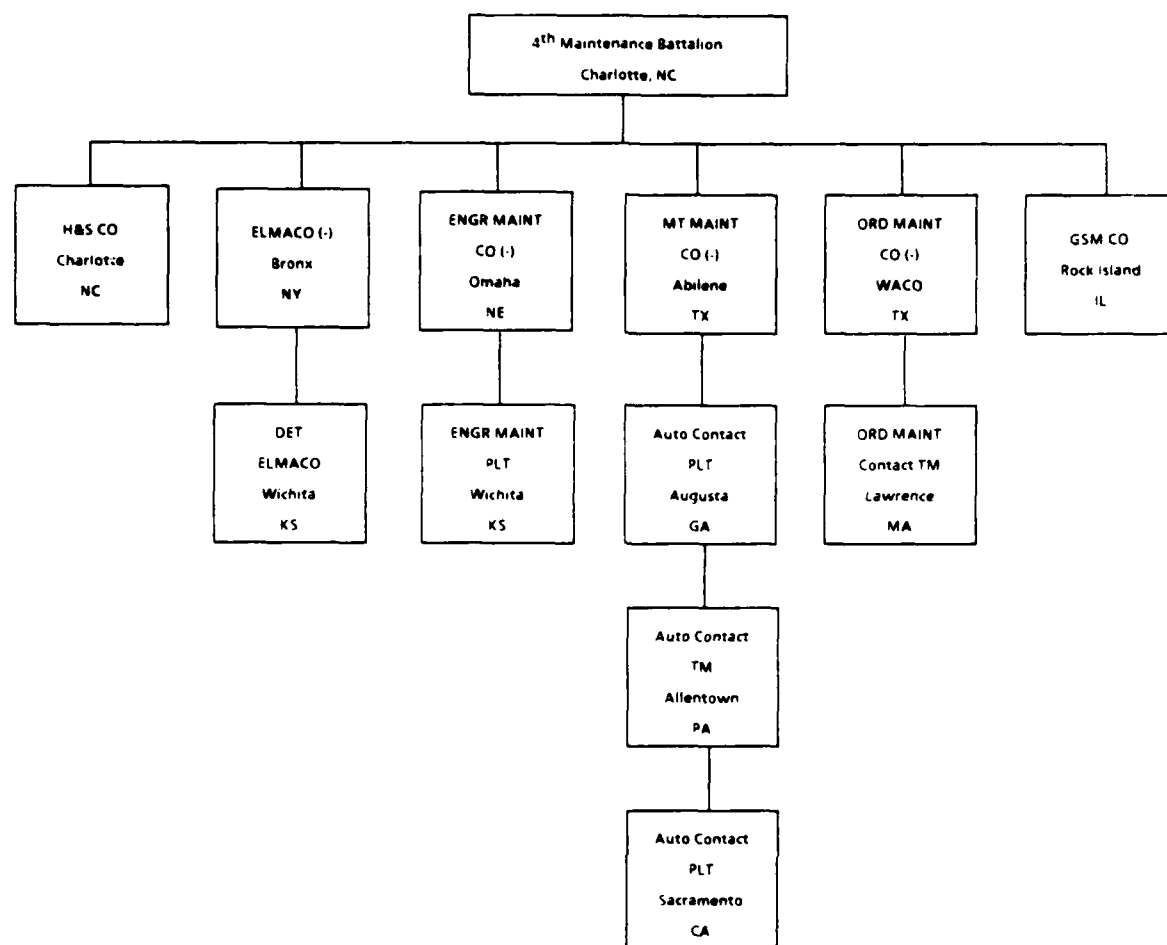 4th Maintenance Battalion
Charlotte, NC
H&S CO
Charlotte
NC
ELMACO (-)
Bronx
NY
ENGR MAINT
CO (-)
Omaha
NE
MT MAINT
CO (-)
Abilene
TX
ORD MAINT
CO (-)
WACO
TX
GSM CO
Rock Island
IL
DET
ELMACO
Wichita
KS
ENGR MAINT
PLT
Wichita
KS
Auto Contact
PLT
Augusta
GA
ORD MAINT
Contact TM
Lawrence
MA
Auto Contact
TM
Allentown
PA
Auto Contact
PLT
Sacramento
CA